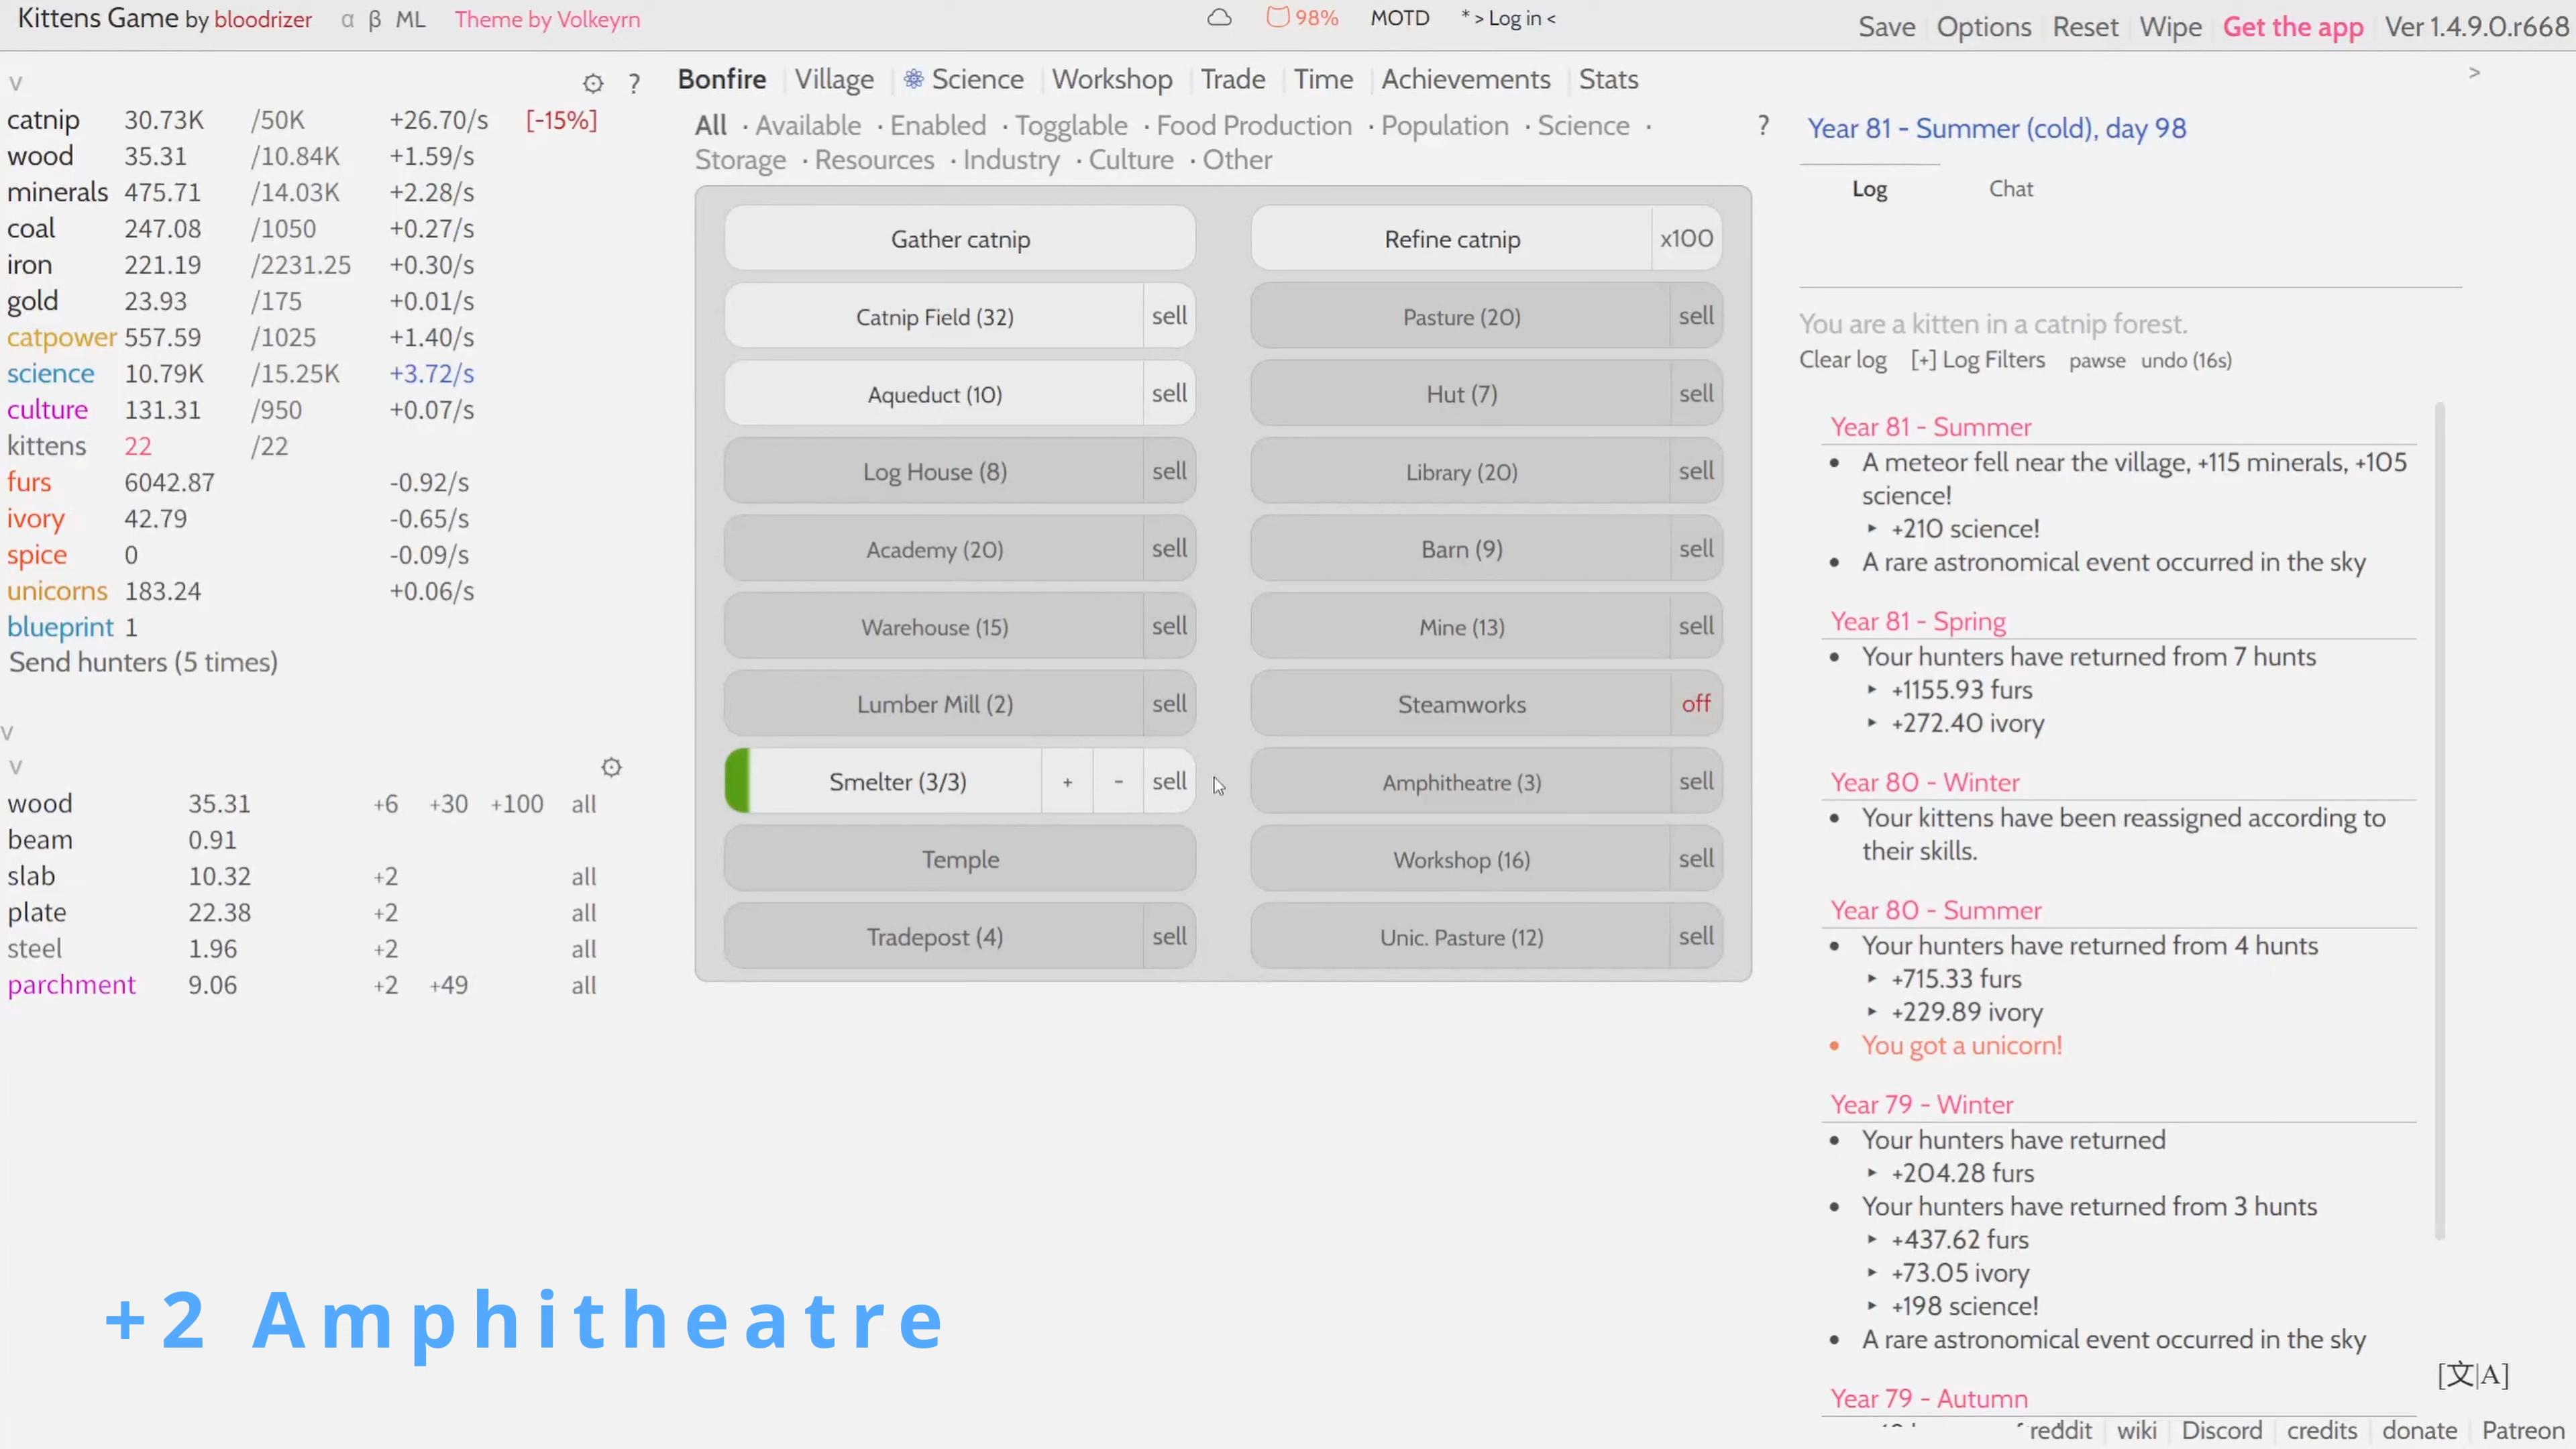 Kittens Game by bloodrizer α β ML Theme by Volkeyrn
98% MOTD * > Log in <
Save Options Reset Wipe Get the app Ver 1.4.9.0.r668
v ?
catnip 30.73K /50K +26.70/s [-15%]
wood 35.31 /10.84K +1.59/s
minerals 475.71 /14.03K +2.28/s
coal 247.08 /1050 +0.27/s
iron 221.19 /2231.25 +0.30/s
gold 23.93 /175 +0.01/s
catpower 557.59 /1025 +1.40/s
science 10.79K /15.25K +3.72/s
culture 131.31 /950 +0.07/s
kittens 22 /22
furs 6042.87 -0.92/s
ivory 42.79 -0.65/s
spice 0 -0.09/s
unicorns 183.24 +0.06/s
blueprint 1
Send hunters (5 times)
v
v
wood 35.31 +6 +30 +100 all
beam 0.91
slab 10.32 +2 all
plate 22.38 +2 all
steel 1.96 +2 all
parchment 9.06 +2 +49 all
Bonfire Village Science Workshop Trade Time Achievements Stats
All · Available · Enabled · Togglable · Food Production · Population · Science · ?
Storage · Resources · Industry · Culture · Other
Gather catnip
Refine catnip x100
Catnip Field (32) sell
Pasture (20) sell
Aqueduct (10) sell
Hut (7) sell
Log House (8) sell
Library (20) sell
Academy (20) sell
Barn (9) sell
Warehouse (15) sell
Mine (13) sell
Lumber Mill (2) sell
Steamworks off
Smelter (3/3) + - sell
Amphitheatre (3) sell
Temple
Workshop (16) sell
Tradepost (4) sell
Unic. Pasture (12) sell
>
Year 81 - Summer (cold), day 98
Log Chat
You are a kitten in a catnip forest.
Clear log [+] Log Filters pawse undo (16s)
Year 81 - Summer
A meteor fell near the village, +115 minerals, +105
science!
+210 science!
A rare astronomical event occurred in the sky
Year 81 - Spring
Your hunters have returned from 7 hunts
+1155.93 furs
+272.40 ivory
Year 80 - Winter
Your kittens have been reassigned according to
their skills.
Year 80 - Summer
Your hunters have returned from 4 hunts
+715.33 furs
+229.89 ivory
You got a unicorn!
Year 79 - Winter
Your hunters have returned
+204.28 furs
Your hunters have returned from 3 hunts
+437.62 furs
+73.05 ivory
+198 science!
A rare astronomical event occurred in the sky
Year 79 - Autumn
[文|A]
reddit wiki Discord credits donate Patreon
+2 Amphitheatre